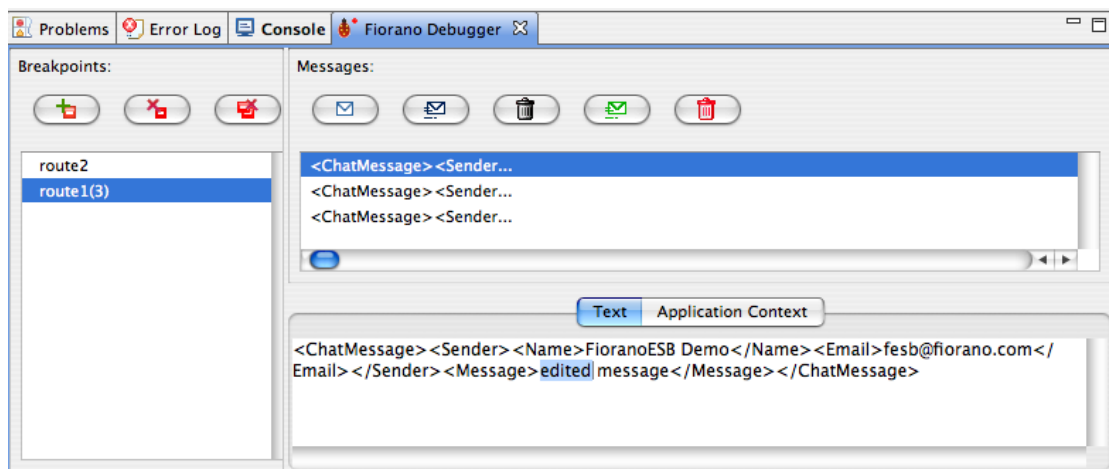 Problems Error Log Console Fiorano Debugger
Breakpoints:
Messages:
route2
route1(3)
<ChatMessage><Sender...
<ChatMessage><Sender...
<ChatMessage><Sender...
Text Application Context
<ChatMessage><Sender><Name>FioranoESB Demo</Name><Email>fesb@fiorano.com</
Email></Sender><Message>edited message</Message></ChatMessage>